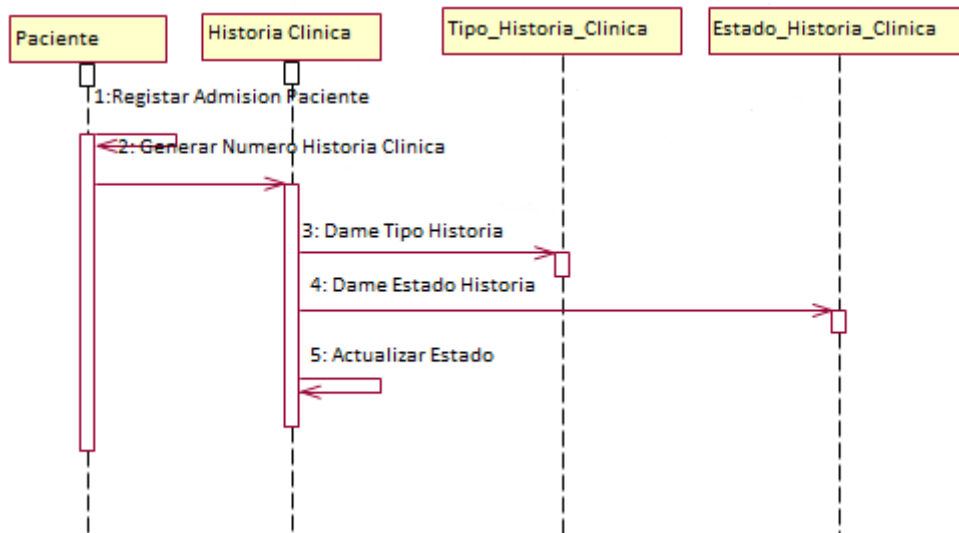 Paciente
Historia Clinica
Tipo_Historia_Clinica
Estado_Historia_Clinica
1:Registar Admision Paciente
2: Generar Numero Historia Clinica
3: Dame Tipo Historia
4: Dame Estado Historia
5: Actualizar Estado